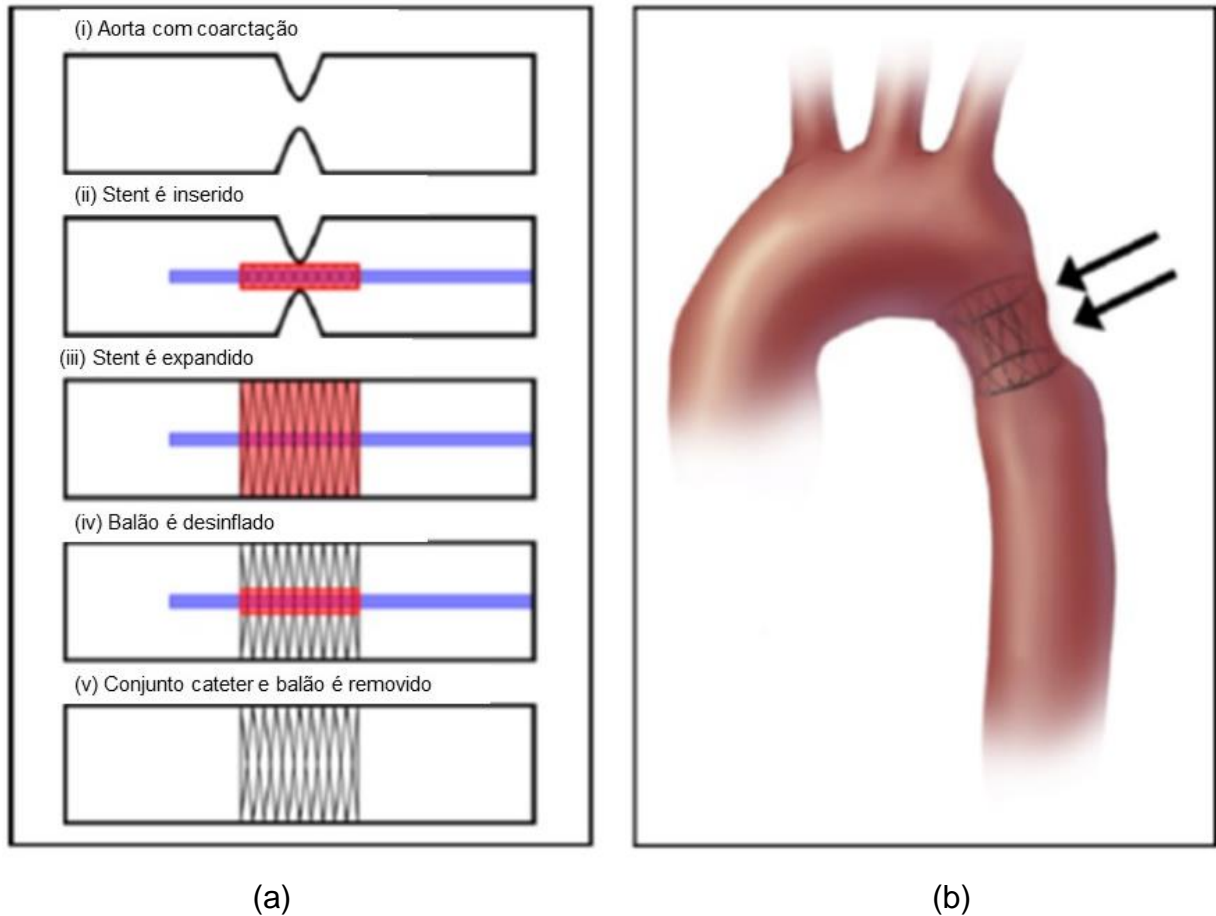 (i) Aorta com coarctação
(ii) Stent é inserido
(iii) Stent é expandido
(iv) Balão é desinflado
(v) Conjunto cateter e balão é removido
(a)
(b)